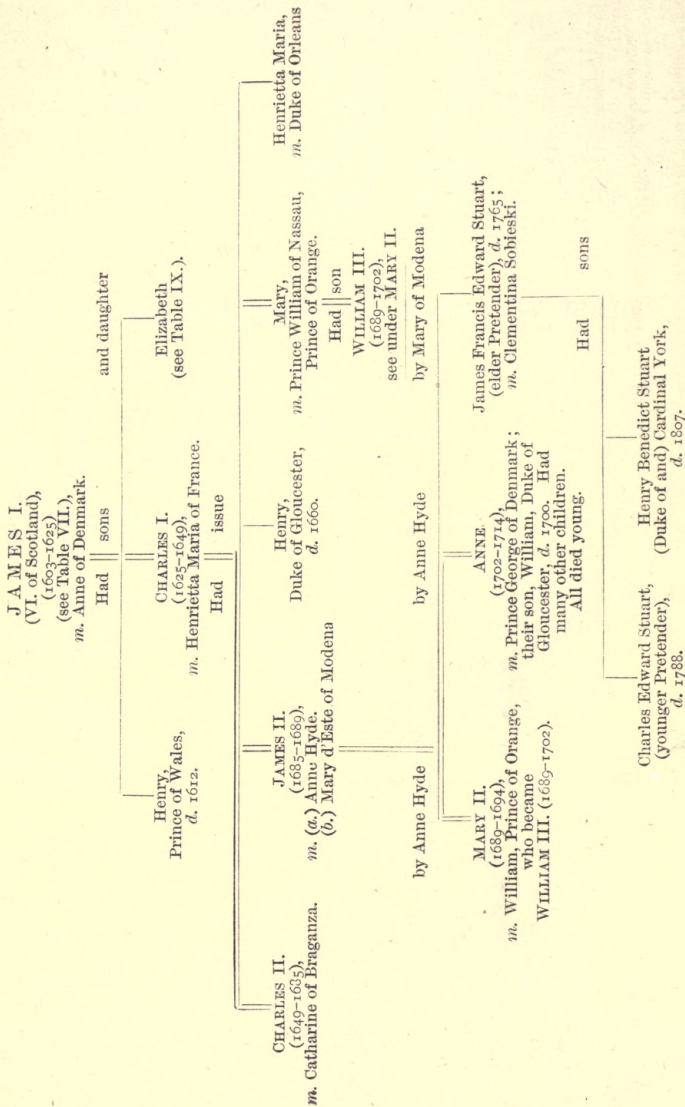 JAMES I.
(VI. of Scotland),
(1603–1625)
(see Table VII.),
m. Anne of Denmark.
Had sons and daughter
Henry,
Prince of Wales,
d. 1612.
CHARLES I.
(1625–1649),
m. Henrietta Maria of France.
Had issue
Elizabeth
(see Table IX.).
CHARLES II.
(1649–1685),
m. Catharine of Braganza.
JAMES II.
(1685–1689),
m. (a.) Anne Hyde.
(b.) Mary d'Este of Modena
Henry,
Duke of Gloucester,
d. 1660.
Mary,
m. Prince William of Nassau,
Prince of Orange.
Had son
WILLIAM III.
(1689–1702),
see under MARY II.
Henrietta Maria,
m. Duke of Orleans
by Anne Hyde
by Anne Hyde
by Mary of Modena
MARY II.
(1689–1694),
m. William, Prince of Orange,
who became
WILLIAM III. (1689–1702).
ANNE
(1702–1714),
m. Prince George of Denmark;
their son, William, Duke of
Gloucester, d. 1700. Had
many other children.
All died young.
James Francis Edward Stuart,
(elder Pretender), d. 1765;
m. Clementina Sobieski.
Had sons
Charles Edward Stuart,
(younger Pretender),
d. 1788.
Henry Benedict Stuart
(Duke of and) Cardinal York,
d. 1807.